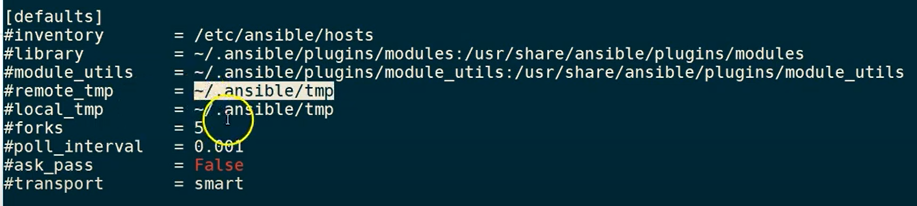 [defaults]
#inventory = /etc/ansible/hosts
#library = ~/.ansible/plugins/modules:/usr/share/ansible/plugins/modules
#module_utils = ~/.ansible/plugins/module_utils:/usr/share/ansible/plugins/module_utils
#remote_tmp = ~/.ansible/tmp
#local_tmp = ~/.ansible/tmp
#forks = 5
#poll_interval = 0.001
#ask_pass = False
#transport = smart